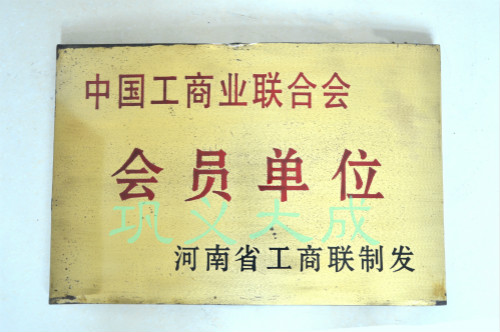 中国工商业联合会
会员单位
巩义大成
河南省工商联制发